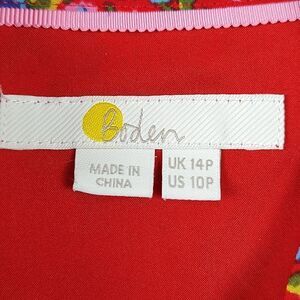 Boden
MADE IN
CHINA
UK 14P
US 10P